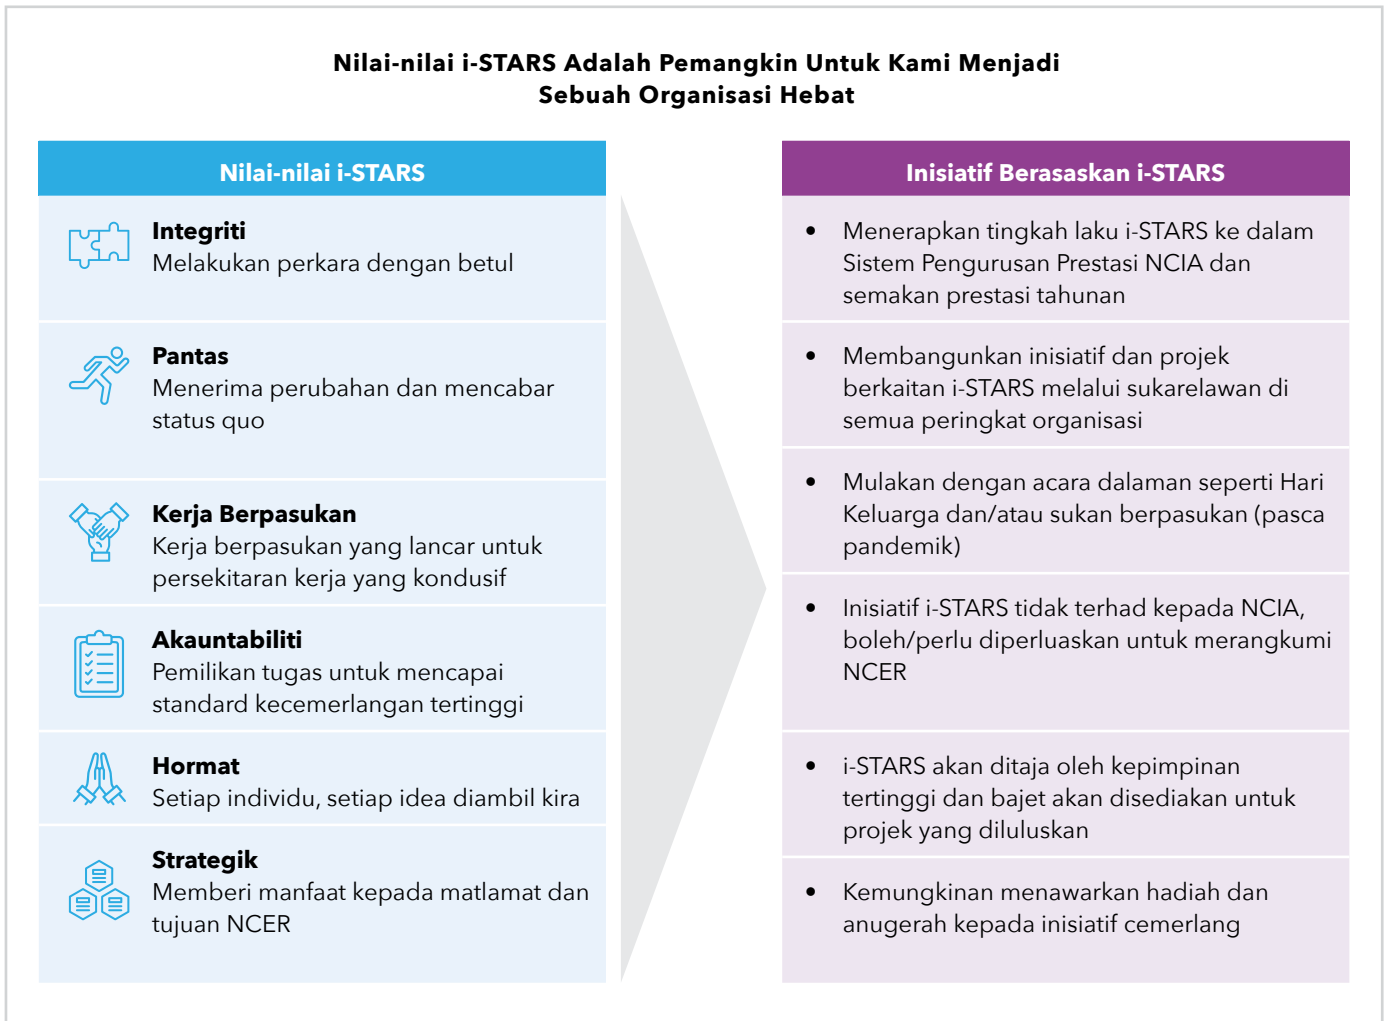 Nilai-nilai i-STARS Adalah Pemangkin Untuk Kami Menjadi
Sebuah Organisasi Hebat
Nilai-nilai i-STARS
Integriti
Melakukan perkara dengan betul
Pantas
Menerima perubahan dan mencabar
status quo
Kerja Berpasukan
Kerja berpasukan yang lancar untuk
persekitaran kerja yang kondusif
Akauntabiliti
Pemilikan tugas untuk mencapai
standard kecemerlangan tertinggi
Hormat
Setiap individu, setiap idea diambil kira
Strategik
Memberi manfaat kepada matlamat dan
tujuan NCER
Inisiatif Berasaskan i-STARS
• Menerapkan tingkah laku i-STARS ke dalam
Sistem Pengurusan Prestasi NCIA dan
semakan prestasi tahunan
• Membangunkan inisiatif dan projek
berkaitan i-STARS melalui sukarelawan di
semua peringkat organisasi
• Mulakan dengan acara dalaman seperti Hari
Keluarga dan/atau sukan berpasukan (pasca
pandemik)
• Inisiatif i-STARS tidak terhad kepada NCIA,
boleh/perlu diperluaskan untuk merangkumi
NCER
• i-STARS akan ditaja oleh kepimpinan
tertinggi dan bajet akan disediakan untuk
projek yang diluluskan
• Kemungkinan menawarkan hadiah dan
anugerah kepada inisiatif cemerlang